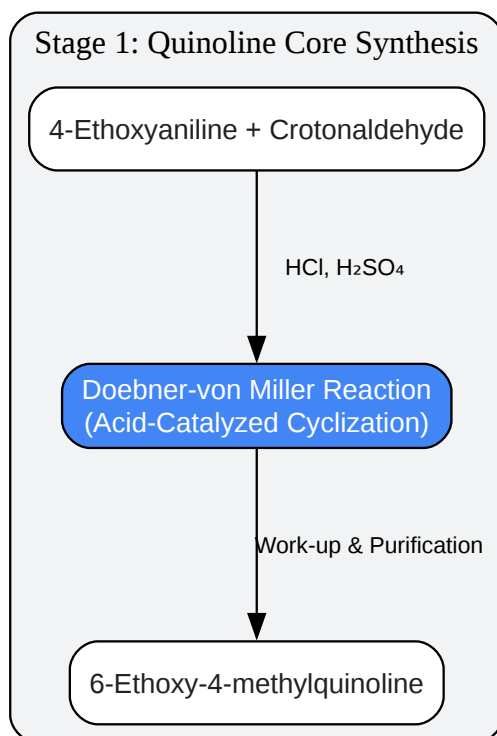 Stage 1: Quinoline Core Synthesis
4-Ethoxyaniline + Crotonaldehyde
HCl, H₂SO₄
Doebner-von Miller Reaction
(Acid-Catalyzed Cyclization)
Work-up & Purification
6-Ethoxy-4-methylquinoline